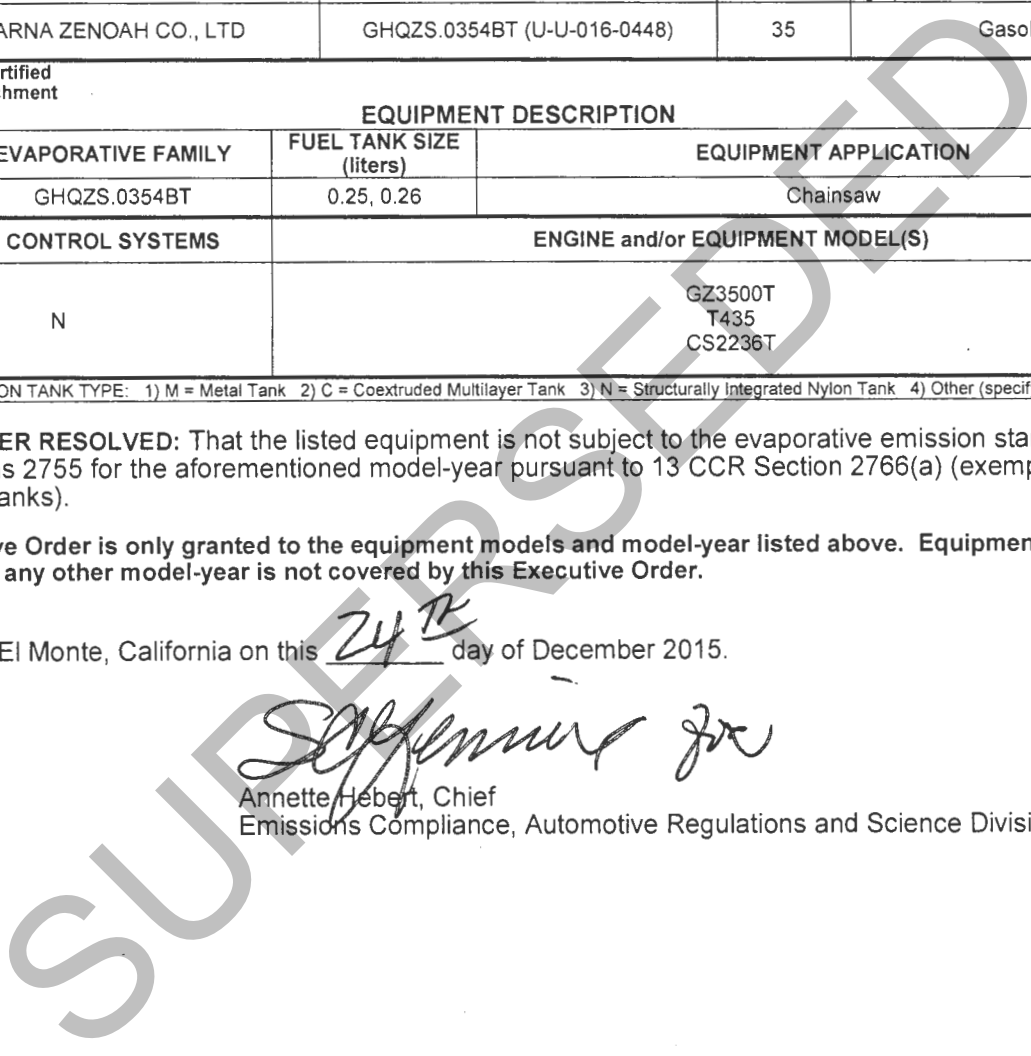 ARNA ZENOAH CO., LTD GHQZS.0354BT (U-U-016-0448) 35 Gasol
rtified
hment
EQUIPMENT DESCRIPTION
EVAPORATIVE FAMILY FUEL TANK SIZE (liters) EQUIPMENT APPLICATION
GHQZS.0354BT 0.25, 0.26 Chainsaw
CONTROL SYSTEMS ENGINE and/or EQUIPMENT MODEL(S)
N
GZ3500T
T435
CS2236T
ON TANK TYPE: 1) M = Metal Tank 2) C = Coextruded Multilayer Tank 3) N = Structurally Integrated Nylon Tank 4) Other (specif
ER RESOLVED: That the listed equipment is not subject to the evaporative emission sta
s 2755 for the aforementioned model-year pursuant to 13 CCR Section 2766(a) (exemp
anks).
ve Order is only granted to the equipment models and model-year listed above. Equipmen
any other model-year is not covered by this Executive Order.
El Monte, California on this 24 Th day of December 2015.
for
Annette Hebert, Chief
Emissions Compliance, Automotive Regulations and Science Divisi
SUPERSEDED